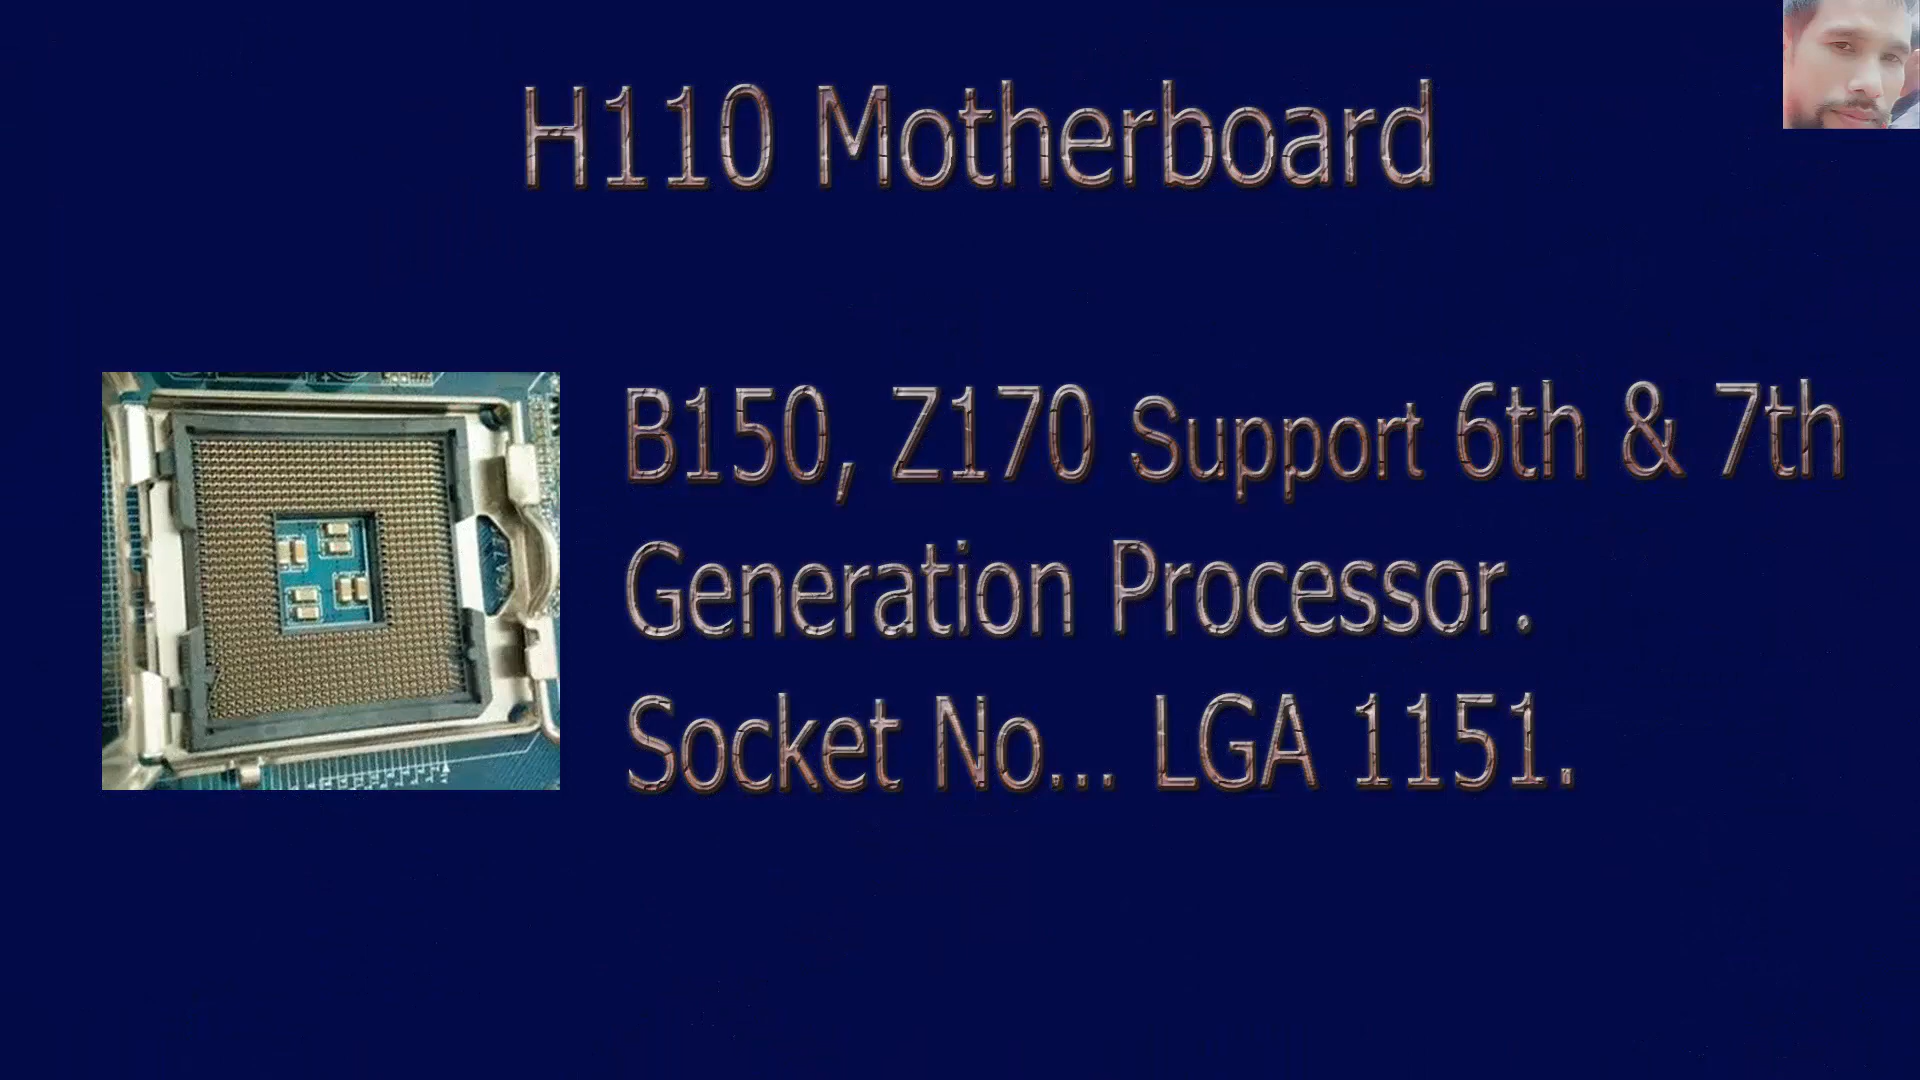 H110 Motherboard
B150, Z170 Support 6th & 7th
Generation Processor.
Socket No... LGA 1151.